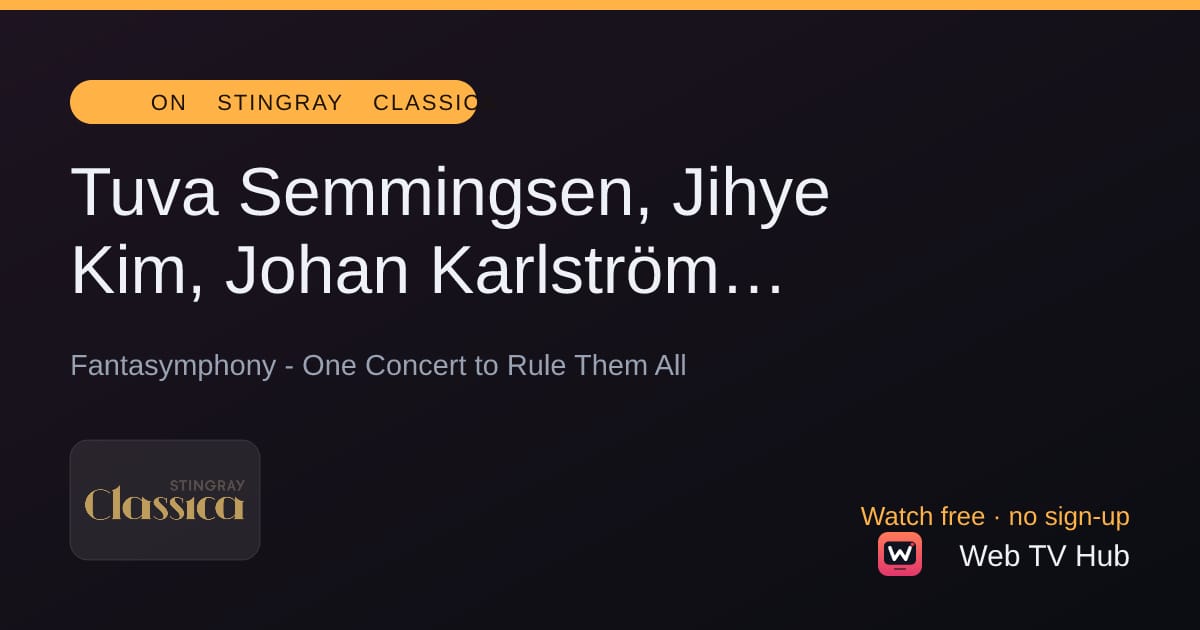 ON STINGRAY CLASSIC
Tuva Semmingsen, Jihye
Kim, Johan Karlström…
Fantasymphony - One Concert to Rule Them All
STINGRAY
Classica
Watch free · no sign-up
W
Web TV Hub